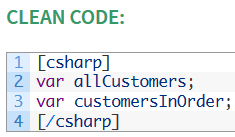 CLEAN CODE:
1 [csharp]
2 var allCustomers;
3 var customersInOrder;
4 [/csharp]